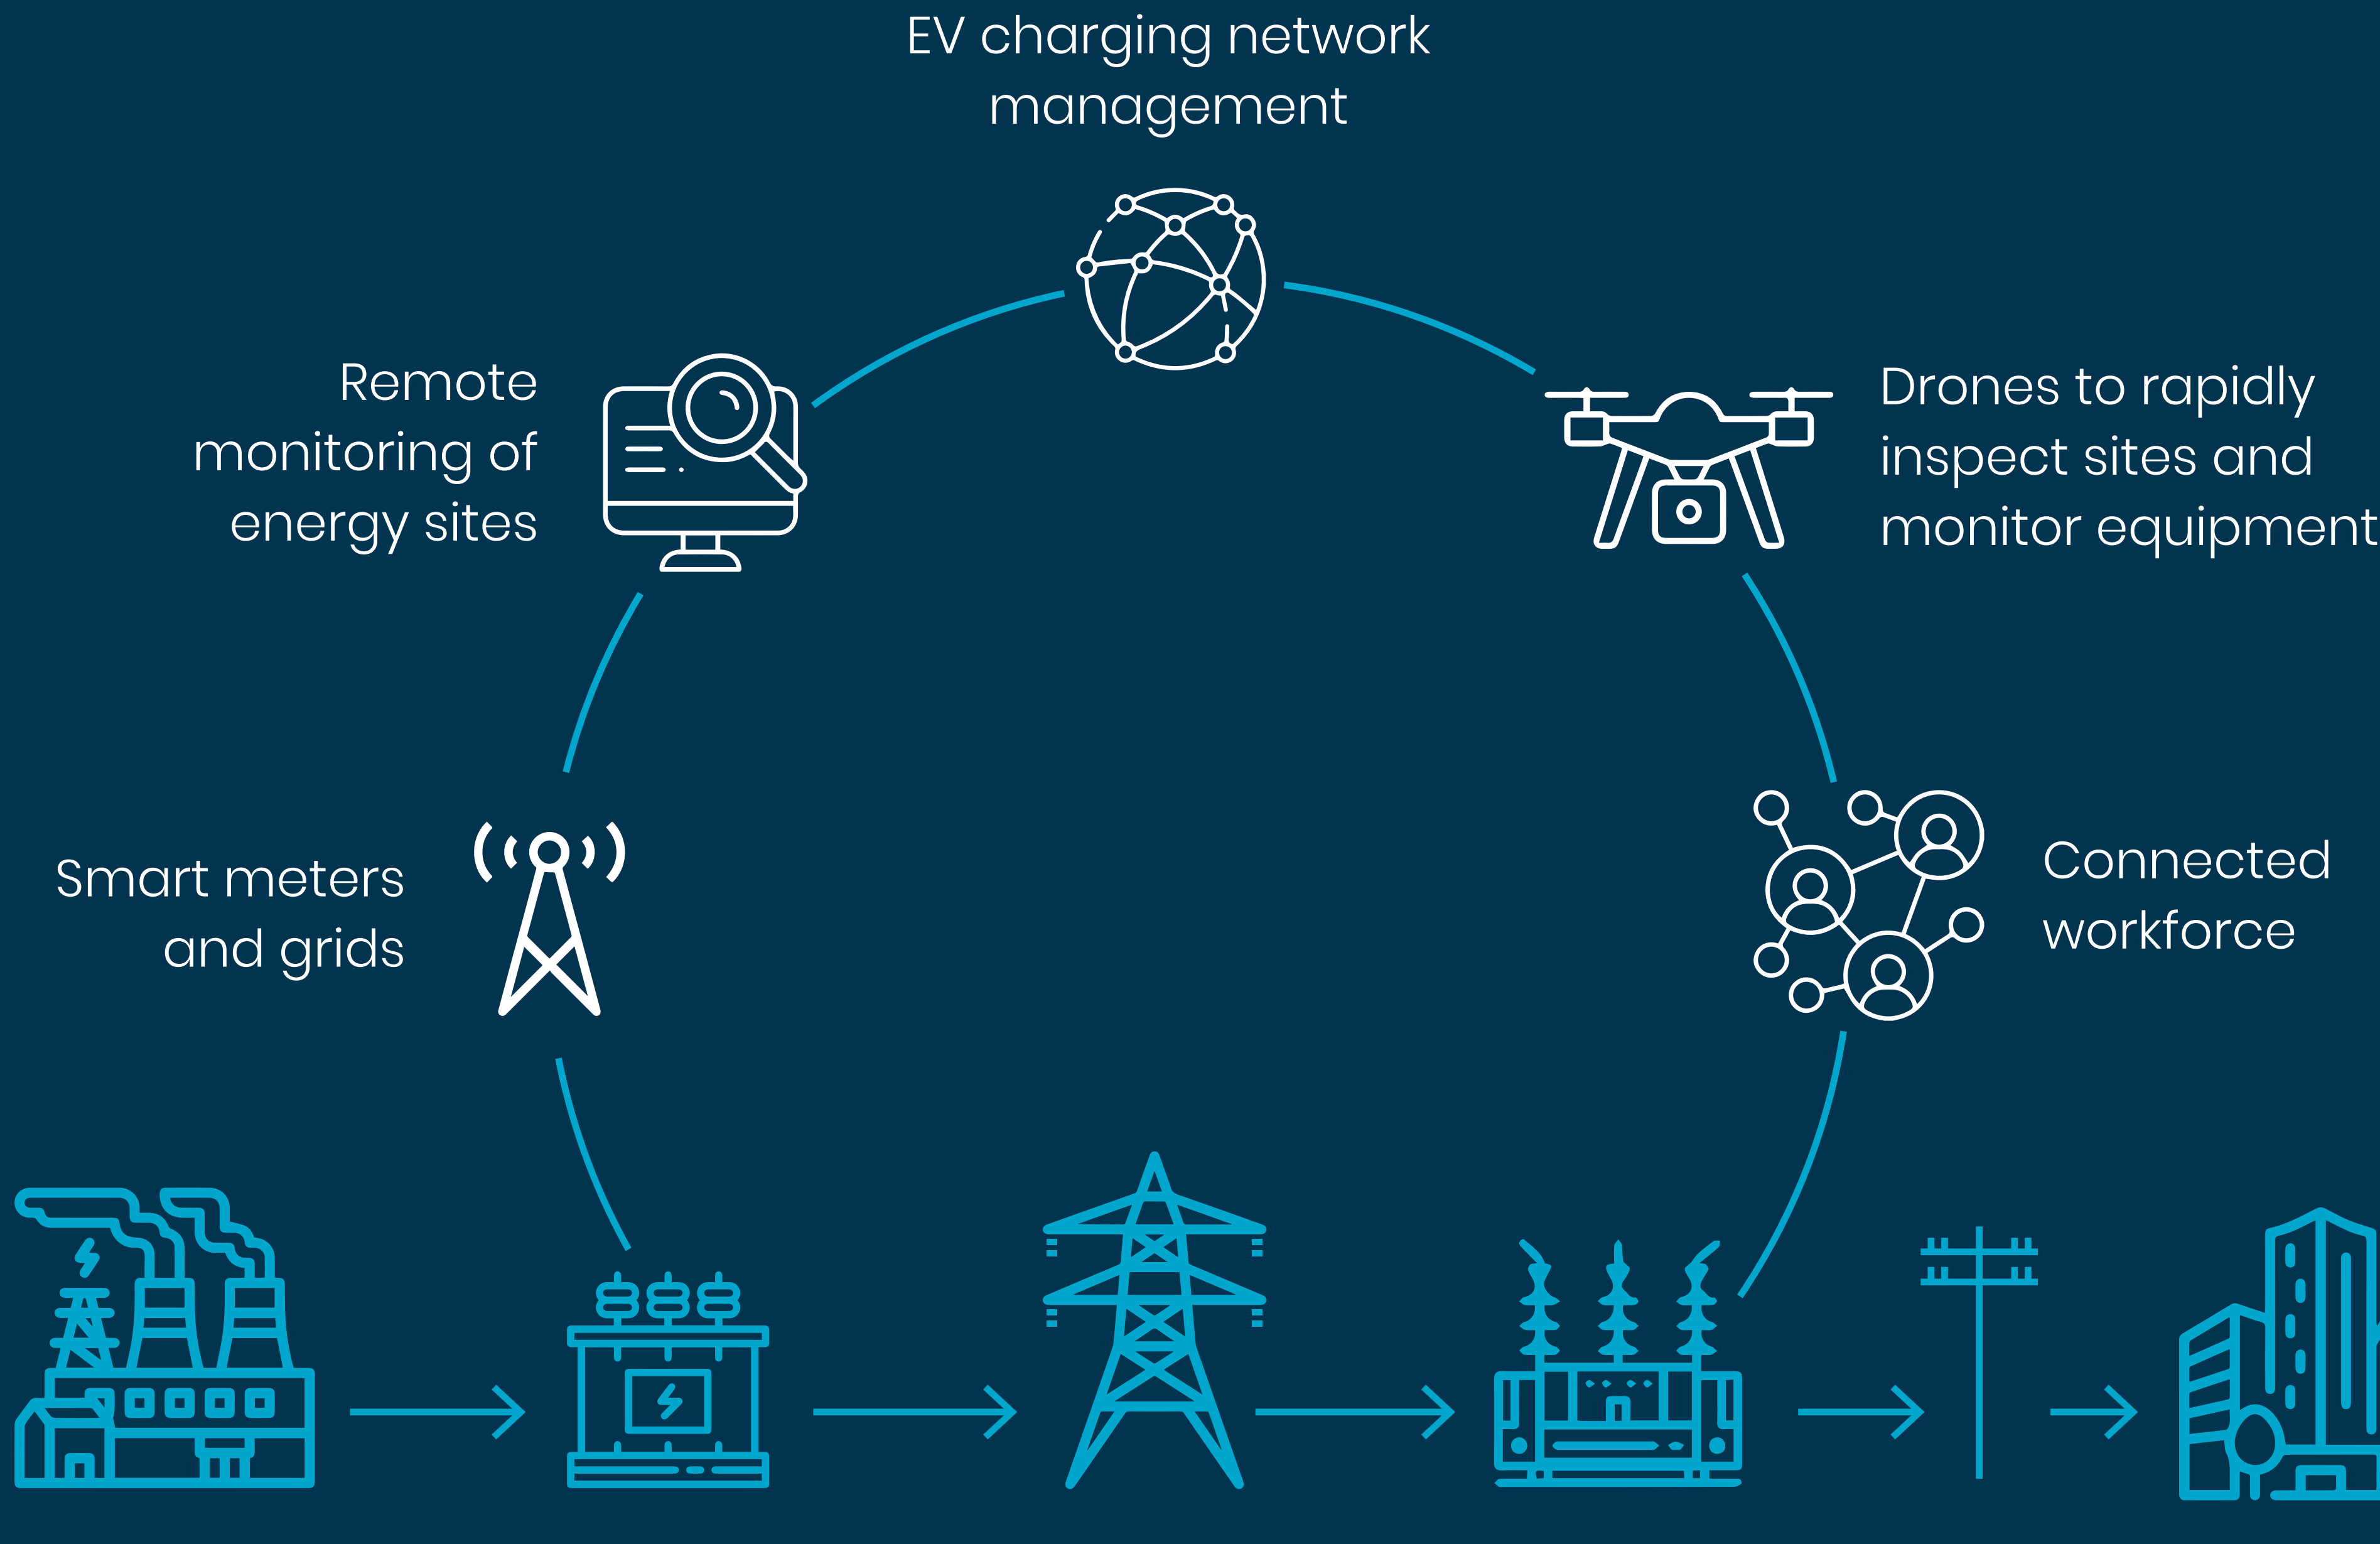 EV charging network
management
Remote
monitoring of
energy sites
Drones to rapidly
inspect sites and
monitor equipment
Smart meters
and grids
Connected
workforce